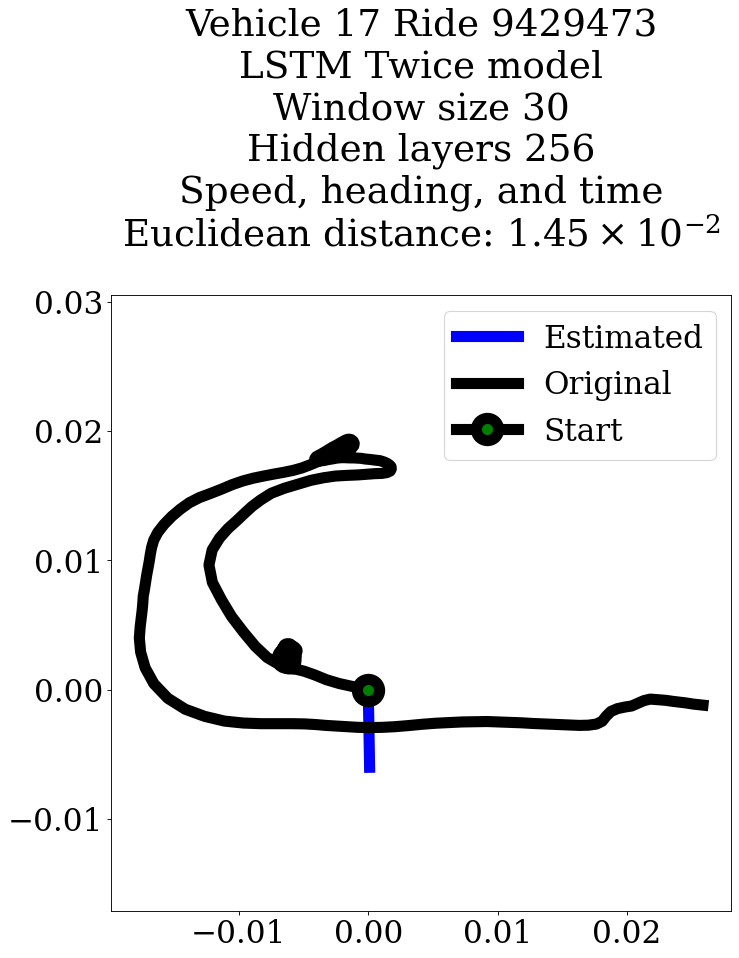 Vehicle 17 Ride 9429473
LSTM Twice model
Window size 30
Hidden layers 256
Speed, heading, and time
Euclidean distance: 1.45 × 10⁻²
Estimated
Original
Start
0.03
0.02
0.01
0.00
−0.01
−0.01
0.00
0.01
0.02